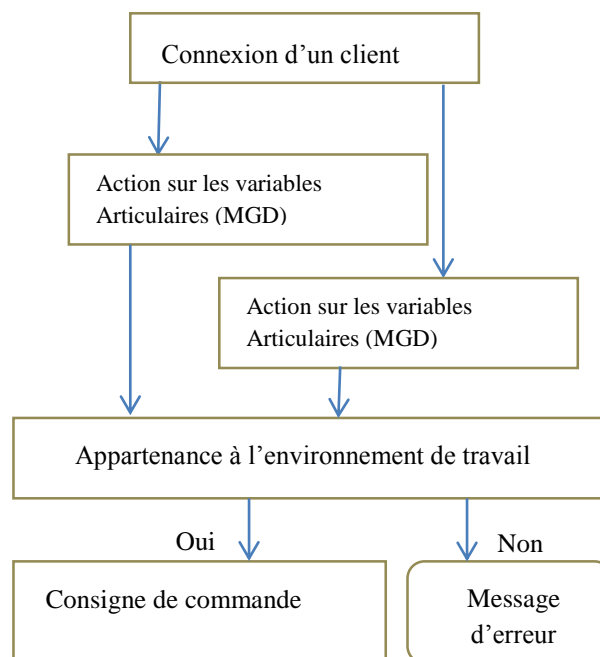 Connexion d’un client
Action sur les variables
Articulaires (MGD)
Action sur les variables
Articulaires (MGD)
Appartenance à l’environnement de travail
Oui
Non
Consigne de commande
Message
d’erreur